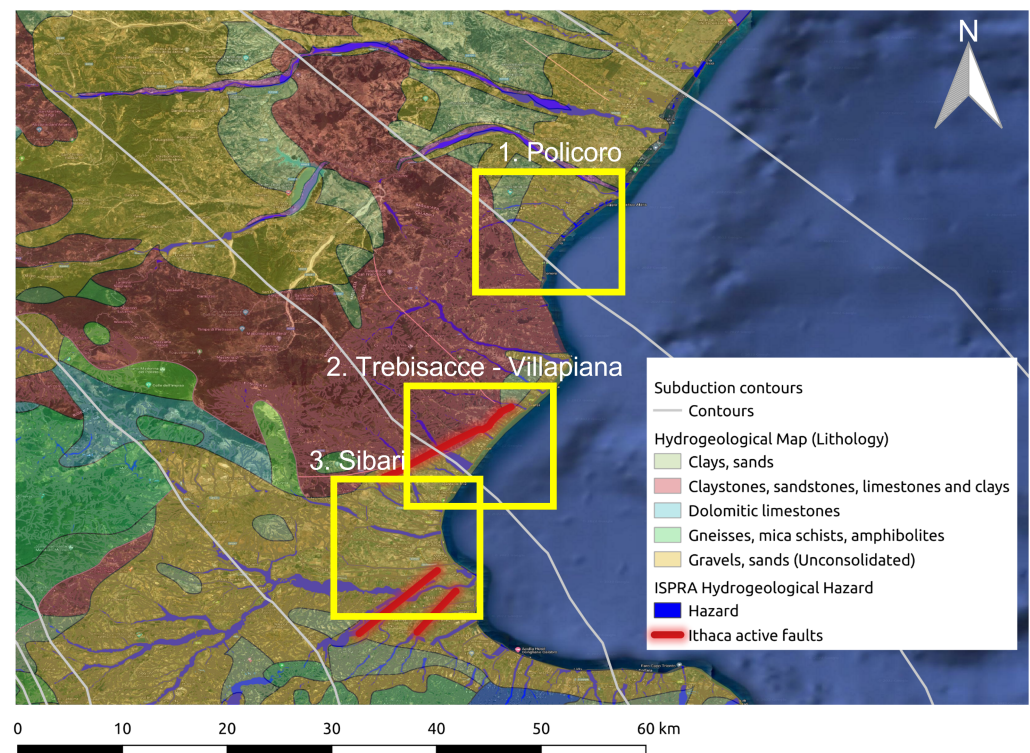 N
1. Policoro
2. Trebisacce - Villapiana
3. Sibari
Subduction contours
Contours
Hydrogeological Map (Lithology)
Clays, sands
Claystones, sandstones, limestones and clays
Dolomitic limestones
Gneisses, mica schists, amphibolites
Gravels, sands (Unconsolidated)
ISPRA Hydrogeological Hazard
Hazard
Ithaca active faults
0 10 20 30 40 50 60 km